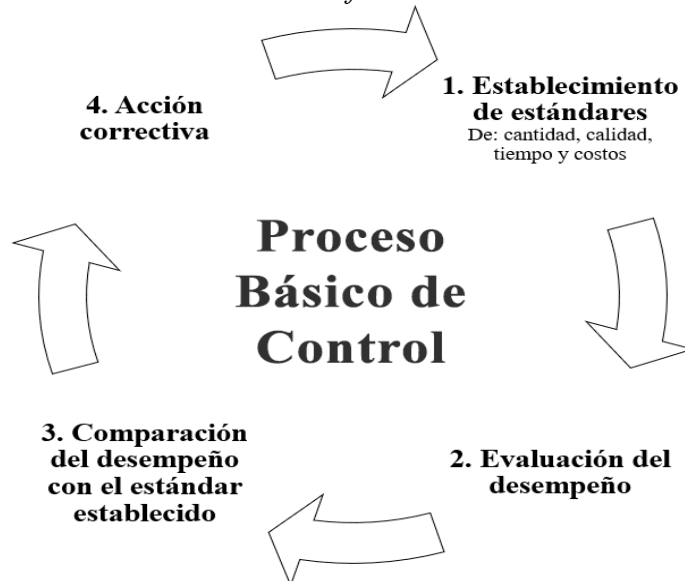 1. Establecimiento
de estándares
De: cantidad, calidad,
tiempo y costos
2. Evaluación del
desempeño
3. Comparación
del desempeño
con el estándar
establecido
4. Acción
correctiva
Proceso
Básico de
Control